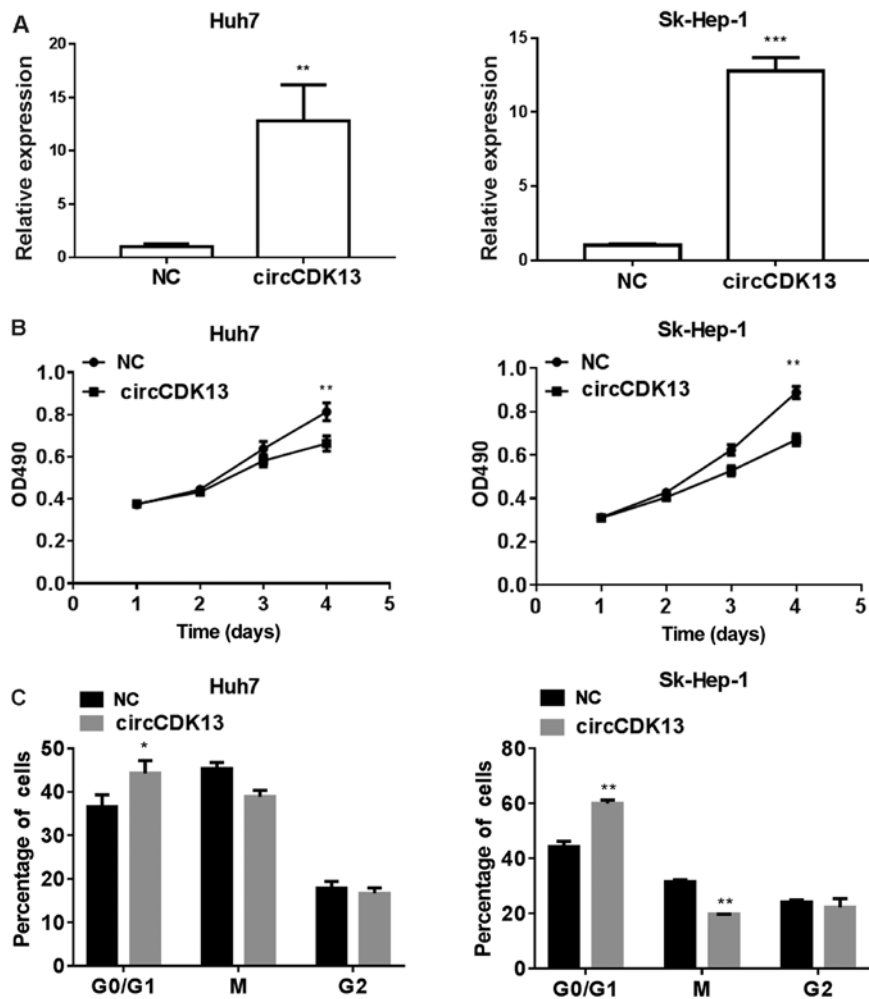 A
Huh7
Relative expression
20
15
10
5
0
**
NC
circCDK13
Sk-Hep-1
Relative expression
15
10
5
0
***
NC
circCDK13
B
Huh7
NC
circCDK13
OD490
1.0
0.8
0.6
0.4
0.2
0.0
**
0 1 2 3 4 5
Time (days)
Sk-Hep-1
NC
circCDK13
OD490
1.0
0.8
0.6
0.4
0.2
0.0
**
0 1 2 3 4 5
Time (days)
C
Huh7
NC
circCDK13
Percentage of cells
50
40
30
20
10
0
*
G0/G1 M G2
Sk-Hep-1
NC
circCDK13
Percentage of cells
80
60
40
20
0
**
**
G0/G1 M G2